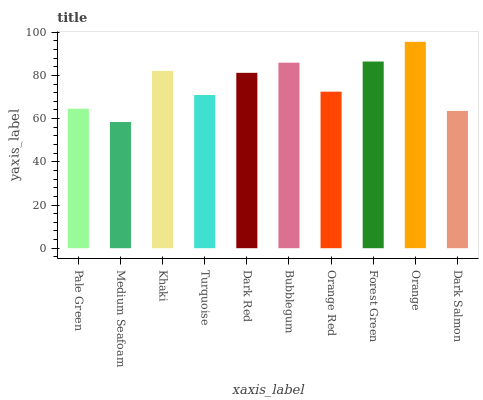 title
yaxis_label
100
80
60
40
20
0
Pale Green
Medium Seafoam
Khaki
Turquoise
Dark Red
Bubblegum
Orange Red
Forest Green
Orange
Dark Salmon
xaxis_label